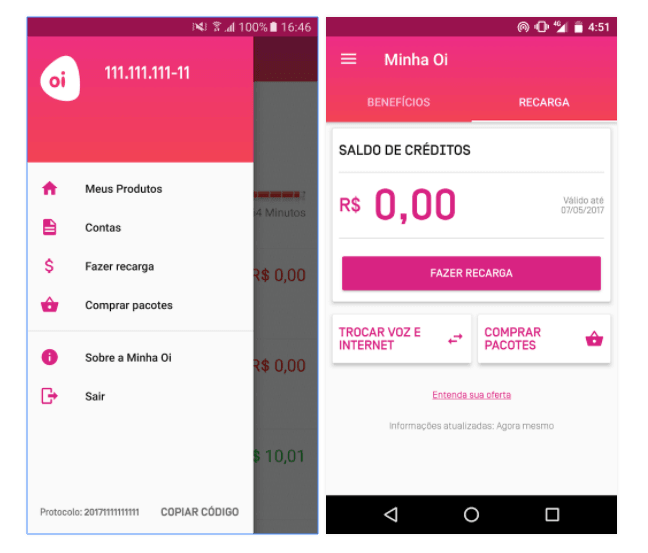 100% 16:46
oi
111.111.111-11
Meus Produtos
Contas
Fazer recarga
Comprar pacotes
Sobre a Minha Oi
Sair
Protocolo: 2017111111111 COPIAR CÓDIGO
54 Minutos
R$ 0,00
R$ 0,00
$ 10,01
4G 4:51
Minha Oi
BENEFÍCIOS RECARGA
SALDO DE CRÉDITOS
R$ 0,00
Válido até
07/05/2017
FAZER RECARGA
TROCAR VOZ E
INTERNET
COMPRAR
PACOTES
Entenda sua oferta
Informações atualizadas: Agora mesmo